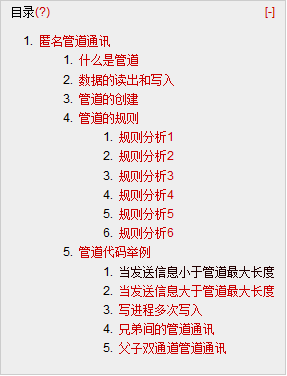 目录(?) [-]
1. 匿名管道通讯
1. 什么是管道
2. 数据的读出和写入
3. 管道的创建
4. 管道的规则
1. 规则分析1
2. 规则分析2
3. 规则分析3
4. 规则分析4
5. 规则分析5
6. 规则分析6
5. 管道代码举例
1. 当发送信息小于管道最大长度
2. 当发送信息大于管道最大长度
3. 写进程多次写入
4. 兄弟间的管道通讯
5. 父子双通道管道通讯